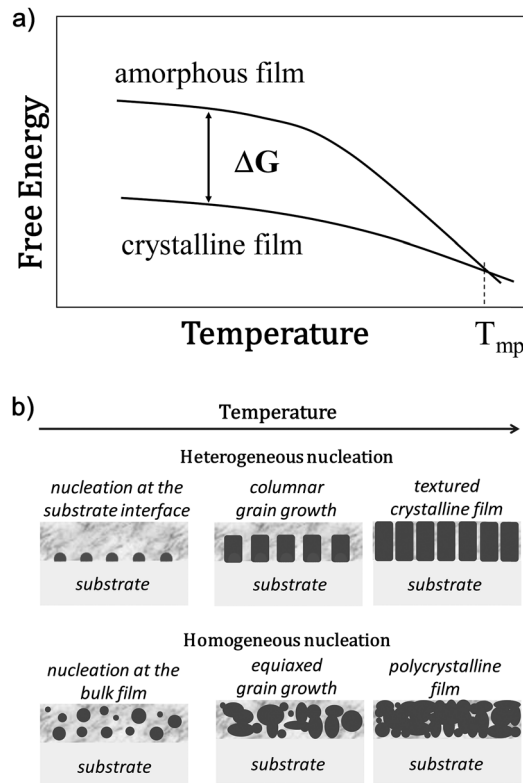 a)
amorphous film
ΔG
crystalline film
Free Energy
Temperature
T_mp
b)
Temperature
Heterogeneous nucleation
nucleation at the
substrate interface
columnar
grain growth
textured
crystalline film
substrate
substrate
substrate
Homogeneous nucleation
nucleation at the
bulk film
equiaxed
grain growth
polycrystalline
film
substrate
substrate
substrate